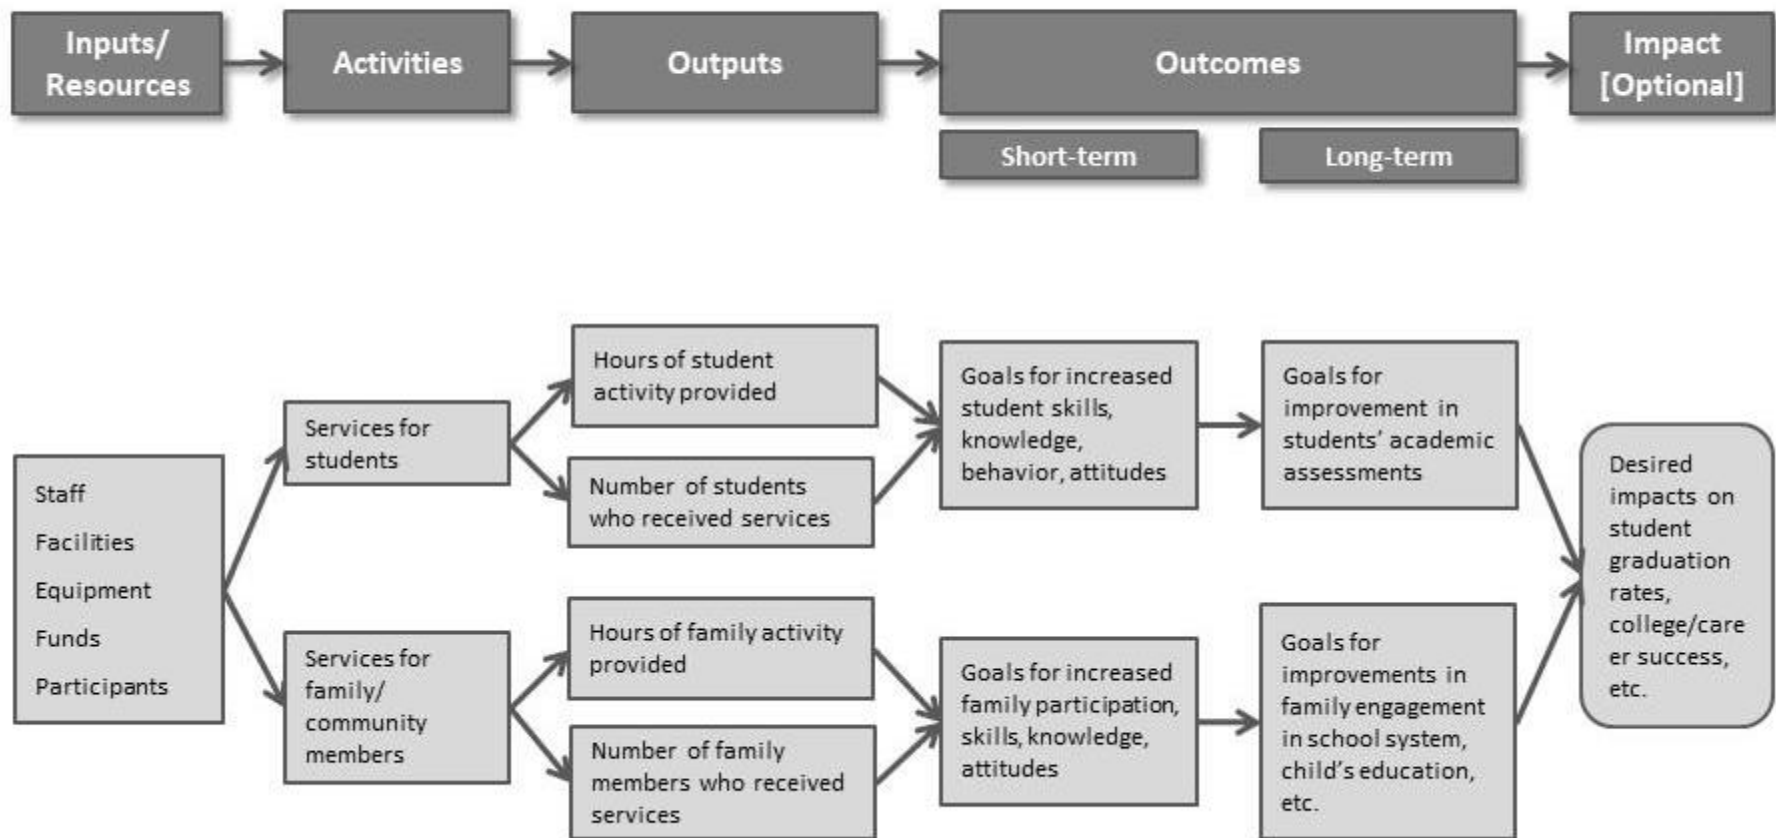 Inputs/
Resources
Activities
Outputs
Outcomes
Impact
[Optional]
Short-term
Long-term
Staff
Facilities
Equipment
Funds
Participants
Services for
students
Services for
family/
community
members
Hours of student
activity provided
Number of students
who received services
Hours of family activity
provided
Number of family
members who received
services
Goals for increased
student skills,
knowledge,
behavior, attitudes
Goals for increased
family participation,
skills, knowledge,
attitudes
Goals for
improvement in
students’ academic
assessments
Goals for
improvements in
family engagement
in school system,
child’s education,
etc.
Desired
impacts on
student
graduation
rates,
college/care
er success,
etc.